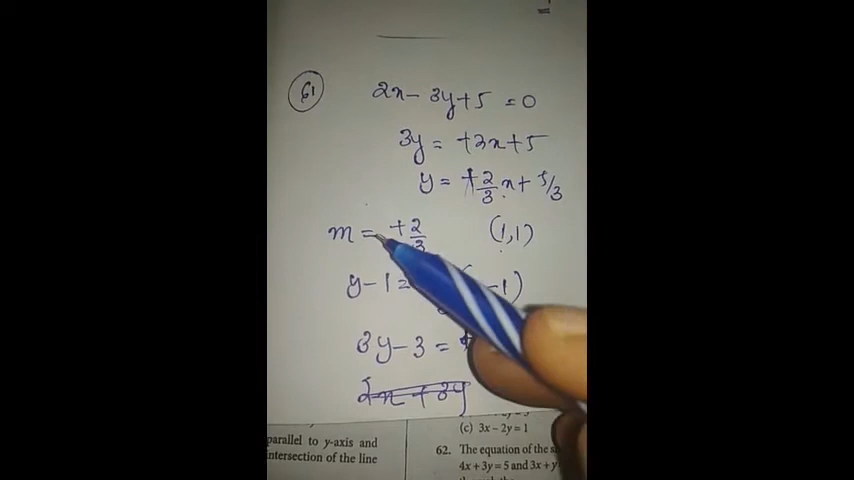 61
2x - 3y + 5 = 0
3y = +2x + 5
y = +2/3 x + 5/3
m = +2/3 (1,1)
y - 1 = - 1)
3y - 3 =
2x + 3y
(c) 3x – 2y = 1
parallel to y-axis and
intersection of the line
62. The equation of the
4x + 3y = 5 and 3x + y